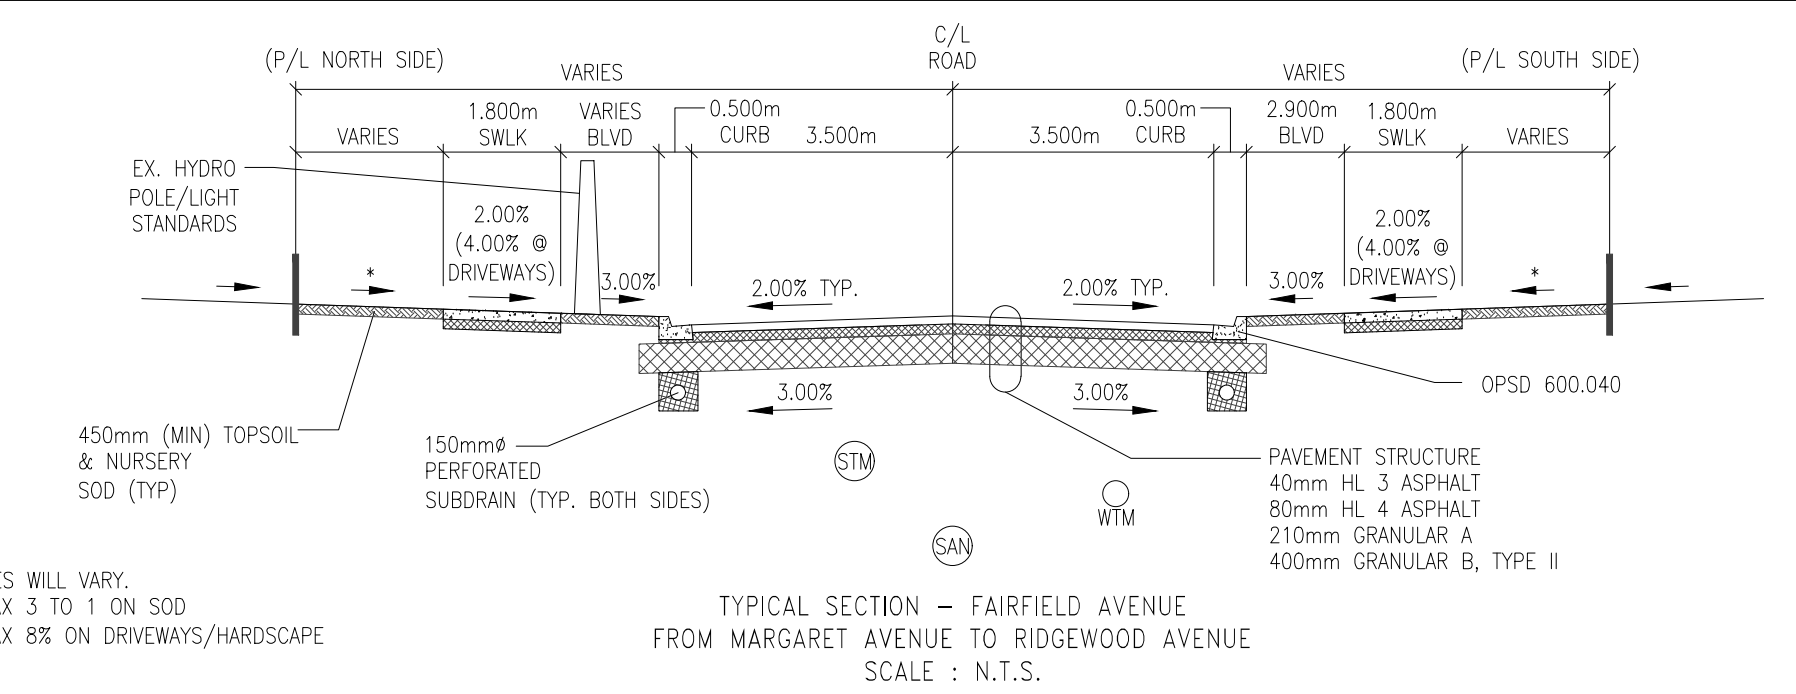 C/L
ROAD
(P/L NORTH SIDE)
VARIES
VARIES
(P/L SOUTH SIDE)
VARIES
1.800m
SWLK
VARIES
BLVD
0.500m
CURB
3.500m
3.500m
0.500m
CURB
2.900m
BLVD
1.800m
SWLK
VARIES
EX. HYDRO
POLE/LIGHT
STANDARDS
2.00%
(4.00% @
DRIVEWAYS)
2.00%
(4.00% @
DRIVEWAYS)
*
3.00%
2.00% TYP.
2.00% TYP.
3.00%
*
3.00%
3.00%
OPSD 600.040
450mm (MIN) TOPSOIL
& NURSERY
SOD (TYP)
150mmø
PERFORATED
SUBDRAIN (TYP. BOTH SIDES)
STM
WTM
SAN
PAVEMENT STRUCTURE
40mm HL 3 ASPHALT
80mm HL 4 ASPHALT
210mm GRANULAR A
400mm GRANULAR B, TYPE II
ES WILL VARY.
AX 3 TO 1 ON SOD
AX 8% ON DRIVEWAYS/HARDSCAPE
TYPICAL SECTION – FAIRFIELD AVENUE
FROM MARGARET AVENUE TO RIDGEWOOD AVENUE
SCALE : N.T.S.